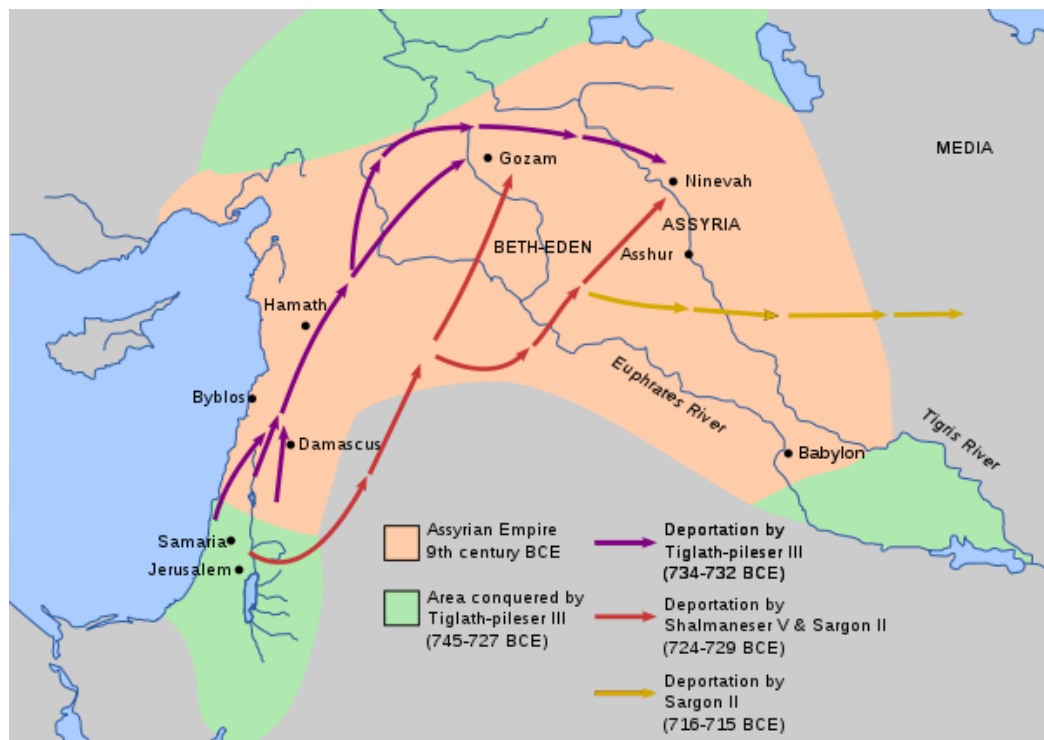 MEDIA
Gozam
Ninevah
ASSYRIA
BETH-EDEN
Asshur
Hamath
Byblos
Euphrates River
Tigris River
Damascus
Babylon
Samaria
Jerusalem
Assyrian Empire
9th century BCE
Area conquered by
Tiglath-pileser III
(745-727 BCE)
Deportation by
Tiglath-pileser III
(734-732 BCE)
Deportation by
Shalmaneser V & Sargon II
(724-729 BCE)
Deportation by
Sargon II
(716-715 BCE)